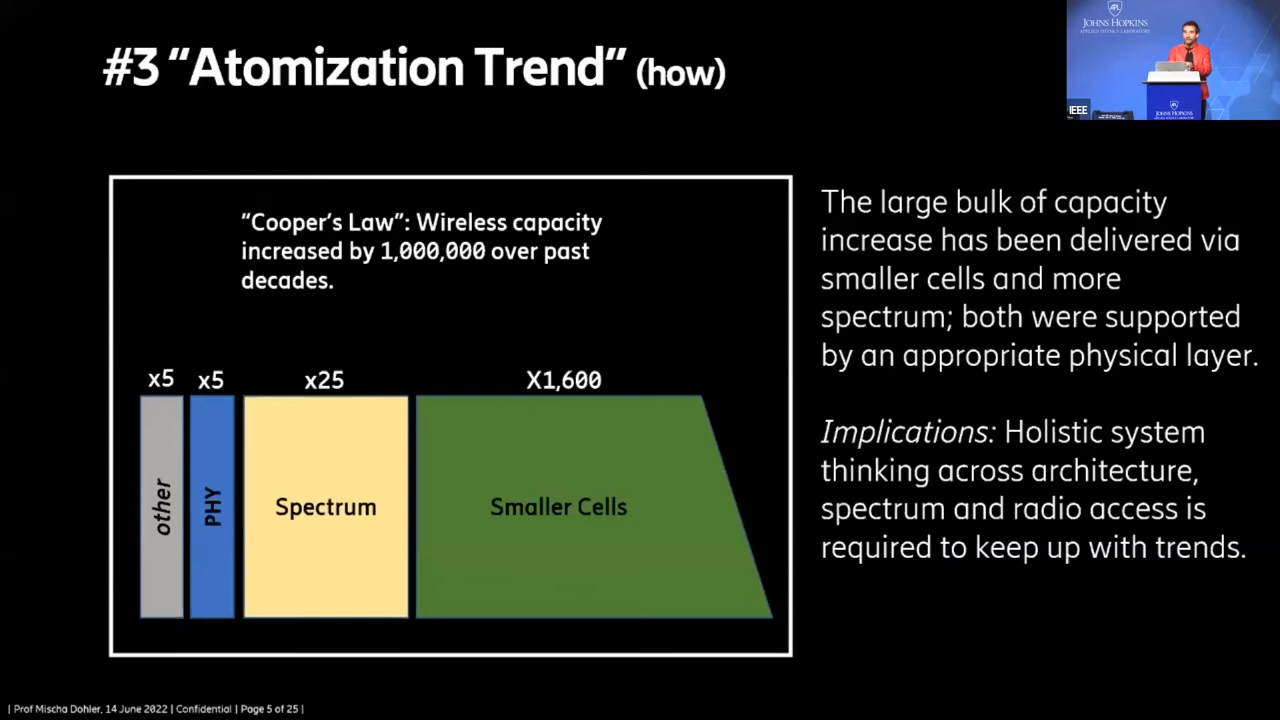 #3 “Atomization Trend” (how)
“Cooper’s Law”: Wireless capacity
increased by 1,000,000 over past
decades.
x5
x5
x25
X1,600
other
PHY
Spectrum
Smaller Cells
The large bulk of capacity
increase has been delivered via
smaller cells and more
spectrum; both were supported
by an appropriate physical layer.
Implications: Holistic system
thinking across architecture,
spectrum and radio access is
required to keep up with trends.
APL
JOHNS HOPKINS
APPLIED PHYSICS LABORATORY
IEEE
JOHNS HOPKINS
| Prof Mischa Dohler, 14 June 2022 | Confidential | Page 5 of 25 |